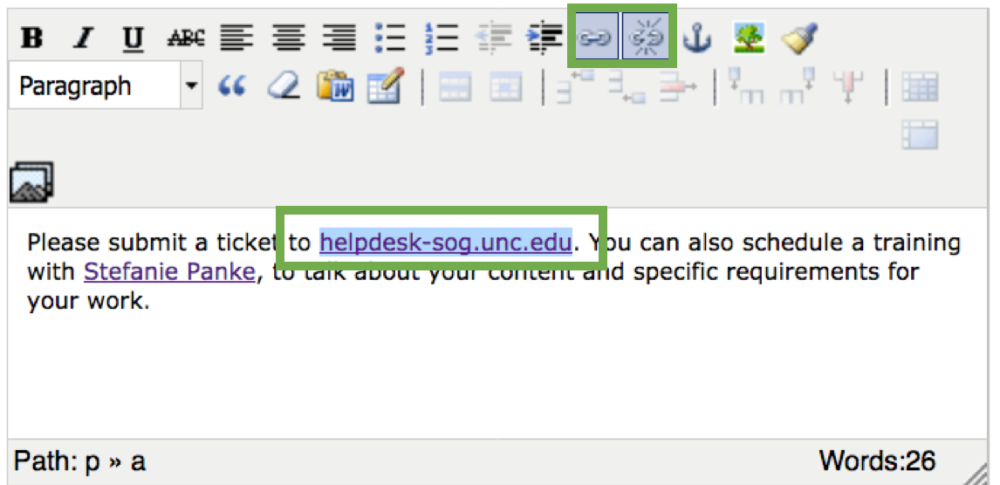 B I U ABC
Paragraph
Please submit a ticket to helpdesk-sog.unc.edu. You can also schedule a training
with Stefanie Panke, to talk about your content and specific requirements for
your work.
Path: p » a
Words:26